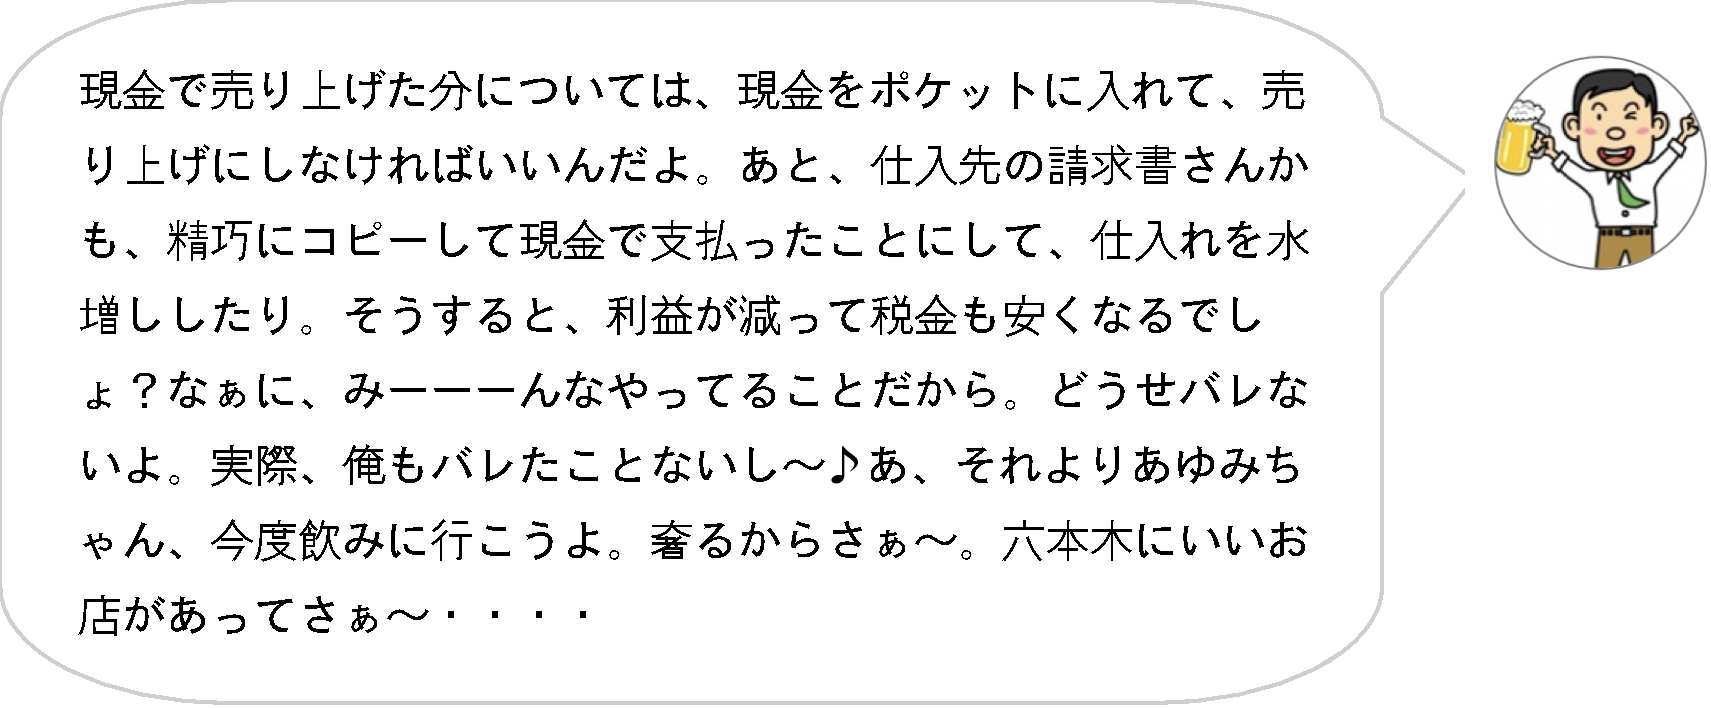 現金で売り上げた分については、現金をポケットに入れて、売
り上げにしなければいいんだよ。あと、仕入先の請求書さんか
も、精巧にコピーして現金で支払ったことにして、仕入れを水
増ししたり。そうすると、利益が減って税金も安くなるでし
ょ？なぁに、みーーーんなやってることだから。どうせバレな
いよ。実際、俺もバレたことないし～♪あ、それよりあゆみち
ゃん、今度飲みに行こうよ。奢るからさぁ～。六本木にいいお
店があってさぁ～・・・・